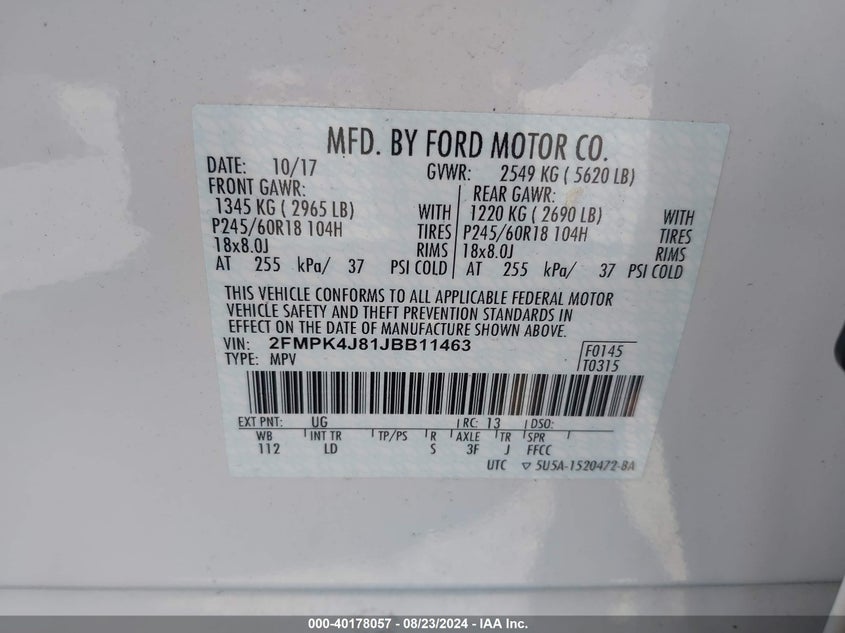 MFD. BY FORD MOTOR CO.
DATE: 10/17 GVWR: 2549 KG ( 5620 LB)
FRONT GAWR: REAR GAWR:
1345 KG ( 2965 LB) WITH 1220 KG ( 2690 LB) WITH
P245/60R18 104H TIRES P245/60R18 104H TIRES
18x8.0J RIMS 18x8.0J RIMS
AT 255 kPa/ 37 PSI COLD AT 255 kPa/ 37 PSI COLD
THIS VEHICLE CONFORMS TO ALL APPLICABLE FEDERAL MOTOR
VEHICLE SAFETY AND THEFT PREVENTION STANDARDS IN
EFFECT ON THE DATE OF MANUFACTURE SHOWN ABOVE.
VIN: 2FMPK4J81JBB11463 F0145
TYPE: MPV T0315
EXT PNT: UG RC: 13 DSO:
WB INT TR TP/PS R AXLE TR SPR
112 LD S 3F J FFCC
UTC ▽ 5U5A-1520472-BA
000-40178057 - 08/23/2024 - IAA Inc.